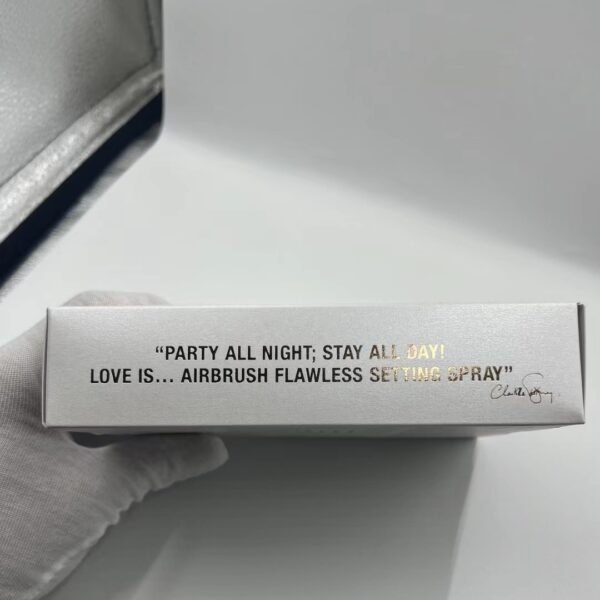 “PARTY ALL NIGHT; STAY ALL DAY!
LOVE IS... AIRBRUSH FLAWLESS SETTING SPRAY”